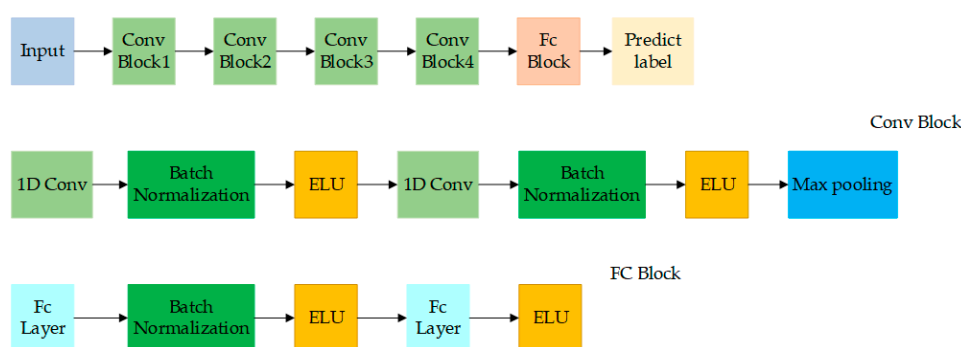 Input
Conv
Block1
Conv
Block2
Conv
Block3
Conv
Block4
Fc
Block
Predict
label
Conv Block
1D Conv
Batch
Normalization
ELU
1D Conv
Batch
Normalization
ELU
Max pooling
FC Block
Fc
Layer
Batch
Normalization
ELU
Fc
Layer
ELU